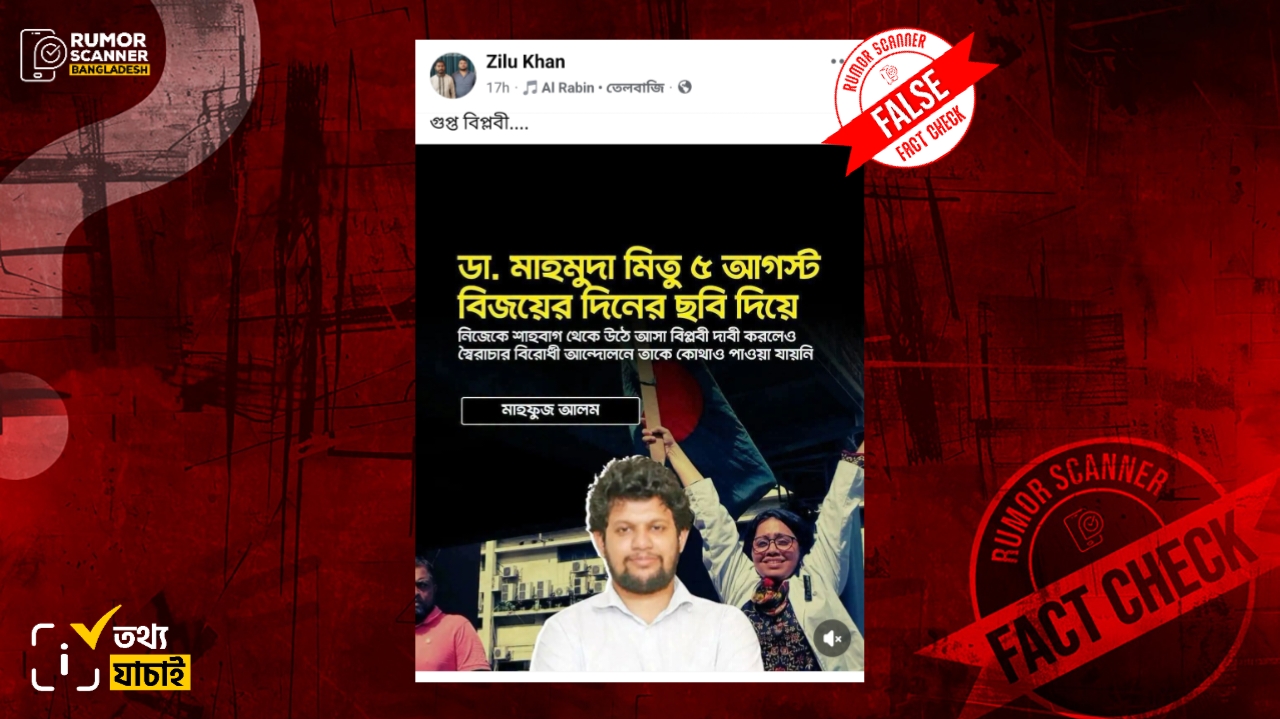 RUMOR
SCANNER
BANGLADESH
Zilu Khan
17h · Al Rabin • তেলবাজি ·
গুপ্ত বিপ্লবী....
RUMOR SCANNER
FALSE
FACT CHECK
ডা. মাহমুদা মিতু ৫ আগস্ট
বিজয়ের দিনের ছবি দিয়ে
নিজেকে শাহবাগ থেকে উঠে আসা বিপ্লবী দাবী করলেও
স্বৈরাচার বিরোধী আন্দোলনে তাকে কোথাও পাওয়া যায়নি
মাহফুজ আলম
RUMOR SCANNER
FACT CHECK
i তথ্য
যাচাই